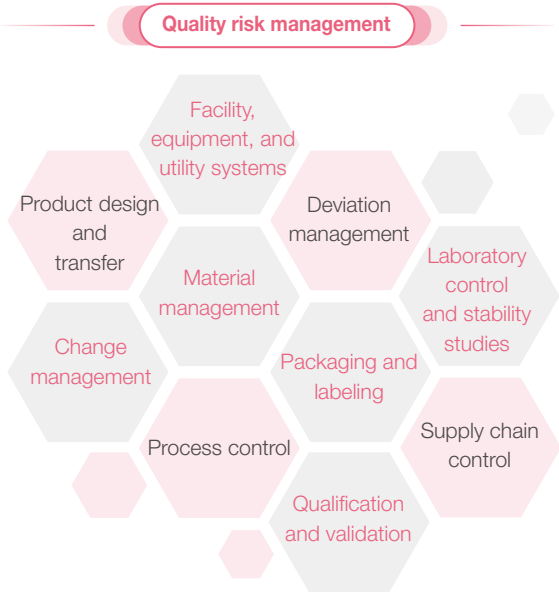 Quality risk management
Facility,
equipment, and
utility systems
Product design
and
transfer
Deviation
management
Material
management
Laboratory
control
and stability
studies
Change
management
Packaging and
labeling
Process control
Supply chain
control
Qualification
and validation